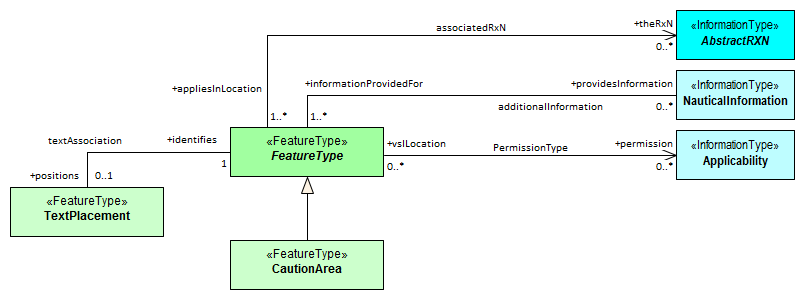 associatedRxN
+theRxN
«InformationType»
AbstractRXN
0..*
+appliesInLocation
+informationProvidedFor
+providesInformation
«InformationType»
NauticalInformation
1..*
1..*
additionalInformation
0..*
textAssociation
+identifies
«FeatureType»
FeatureType
+vslLocation
PermissionType
+permission
«InformationType»
Applicability
1
0..*
0..*
+positions
0..1
«FeatureType»
TextPlacement
«FeatureType»
CautionArea